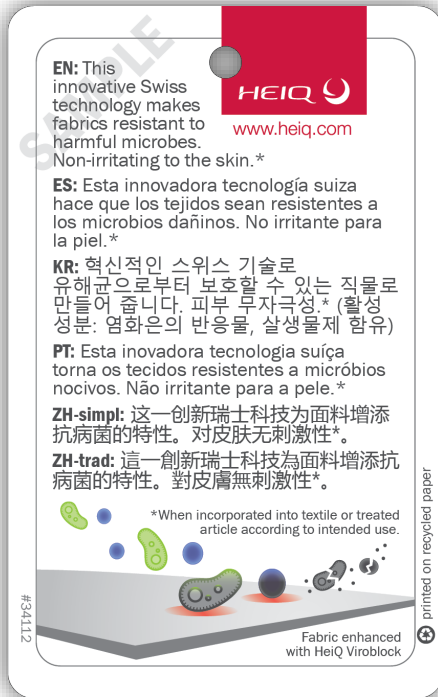 SAMPLE
HEIQ
www.heiq.com
EN: This
innovative Swiss
technology makes
fabrics resistant to
harmful microbes.
Non-irritating to the skin.*
ES: Esta innovadora tecnología suiza
hace que los tejidos sean resistentes a
los microbios dañinos. No irritante para
la piel.*
KR: 혁신적인 스위스 기술로
유해균으로부터 보호할 수 있는 직물로
만들어 줍니다. 피부 무자극성.* (활성
성분: 염화은의 반응물, 살생물제 함유)
PT: Esta inovadora tecnologia suíça
torna os tecidos resistentes a micróbios
nocivos. Não irritante para a pele.*
ZH-simpl: 这一创新瑞士科技为面料增添
抗病菌的特性。对皮肤无刺激性*。
ZH-trad: 這一創新瑞士科技為面料增添抗
病菌的特性。對皮膚無刺激性*。
*When incorporated into textile or treated
article according to intended use.
Fabric enhanced
with HeiQ Viroblock
#34112
printed on recycled paper